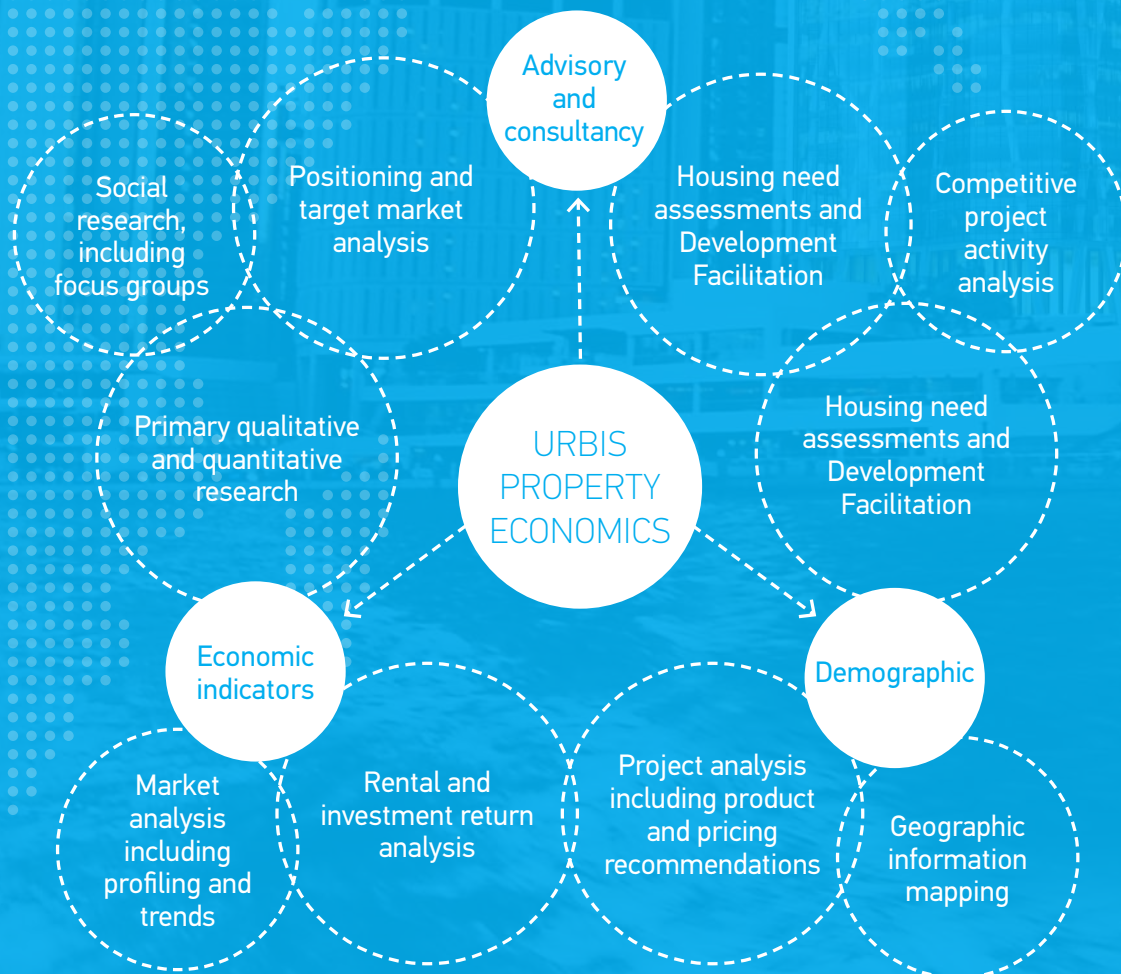 Advisory
and
consultancy
Social
research,
including
focus groups
Positioning and
target market
analysis
Housing need
assessments and
Development
Facilitation
Competitive
project
activity
analysis
Primary qualitative
and quantitative
research
URBIS
PROPERTY
ECONOMICS
Housing need
assessments and
Development
Facilitation
Economic
indicators
Demographic
Market
analysis
including
profiling and
trends
Rental and
investment return
analysis
Project analysis
including product
and pricing
recommendations
Geographic
information
mapping